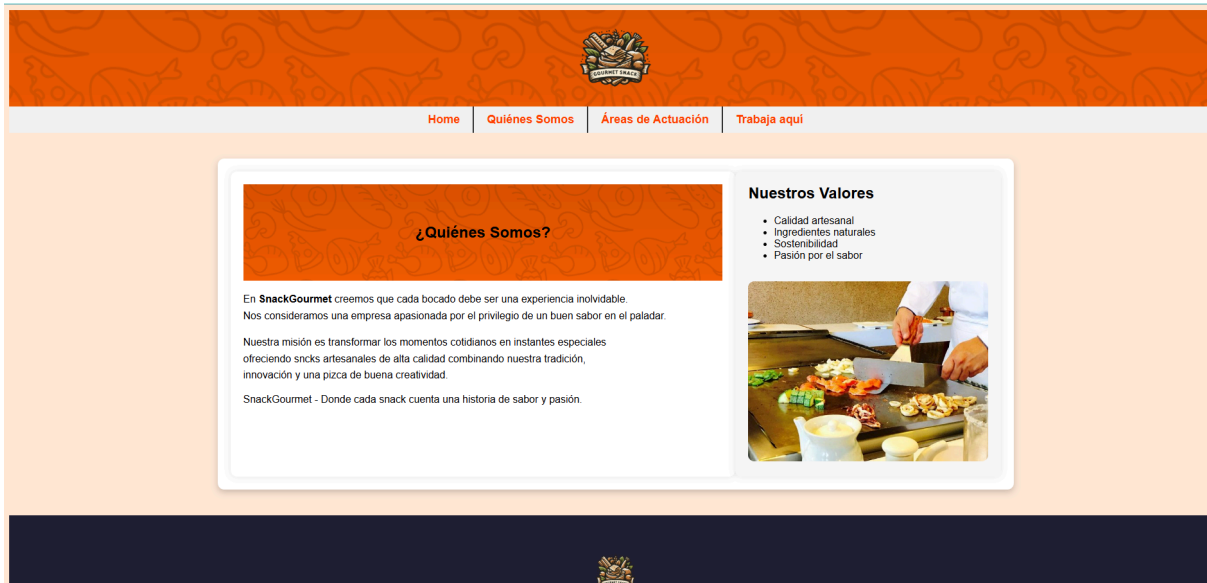 GOURMET SNACK
Home
Quiénes Somos
Áreas de Actuación
Trabaja aqui
¿Quiénes Somos?
En SnackGourmet creemos que cada bocado debe ser una experiencia inolvidable.
Nos consideramos una empresa apasionada por el privilegio de un buen sabor en el paladar.
Nuestra misión es transformar los momentos cotidianos en instantes especiales
ofreciendo sncks artesanales de alta calidad combinando nuestra tradición,
innovación y una pizca de buena creatividad.
SnackGourmet - Donde cada snack cuenta una historia de sabor y pasión.
Nuestros Valores
Calidad artesanal
Ingredientes naturales
Sostenibilidad
Pasión por el sabor